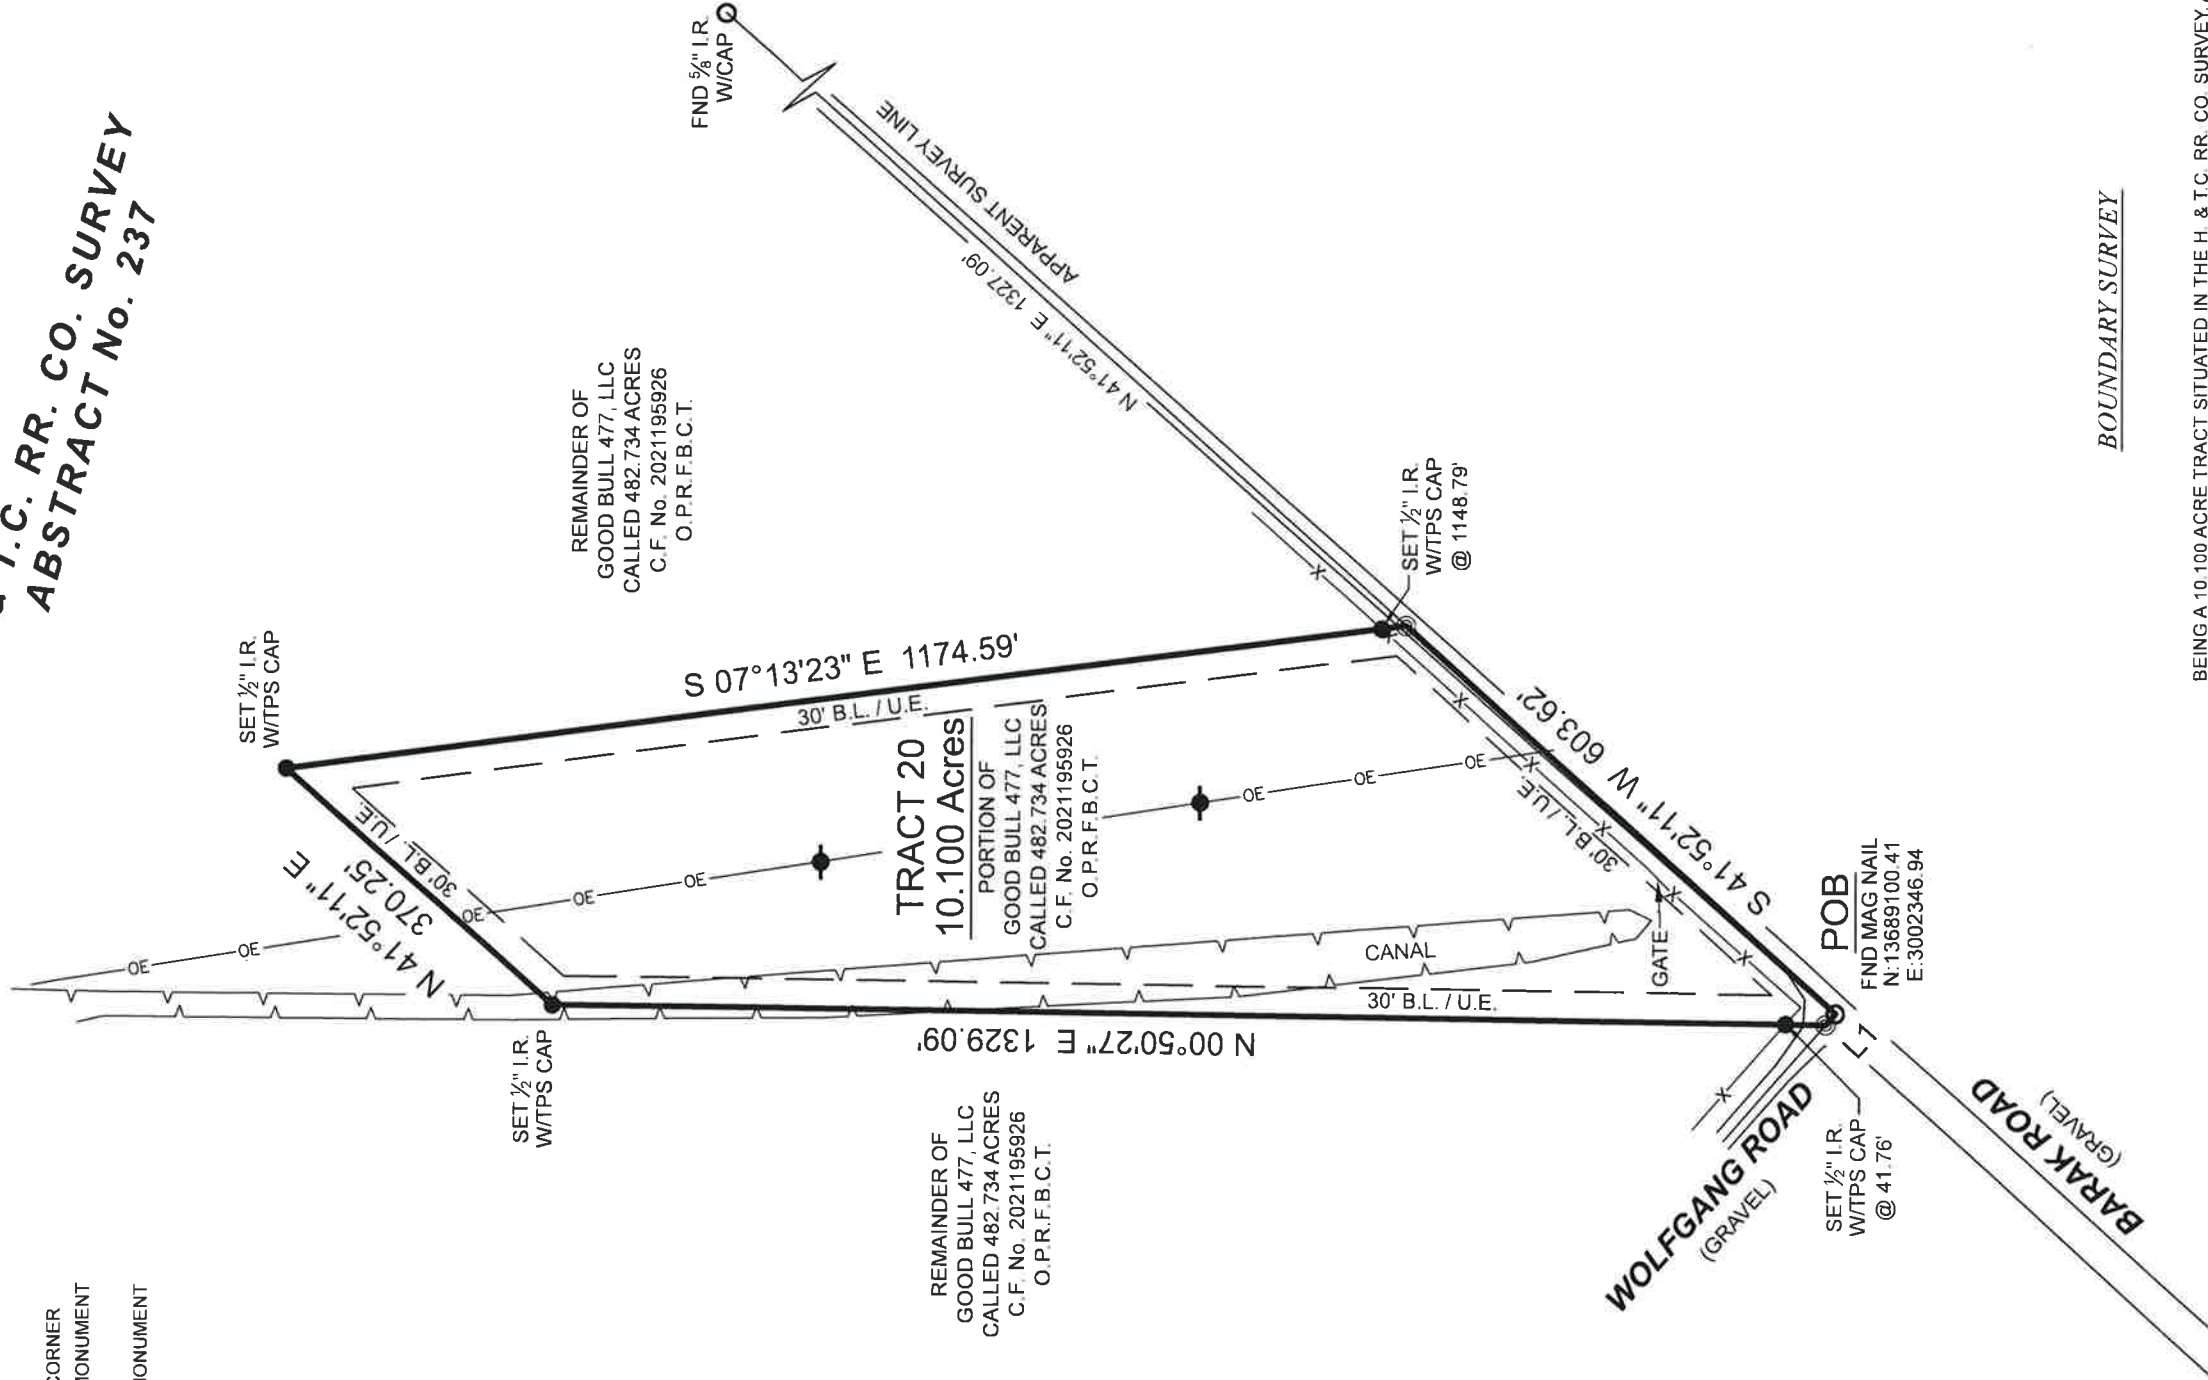 T.C. RR. CO. SURVEY
ABSTRACT No. 237
FND 5/8" I.R.
W/CAP
APPARENT SURVEY LINE
N 41°52'11" E 1327.09'
REMAINDER OF
GOOD BULL 477, LLC
CALLED 482.734 ACRES
C.F. No. 2021195926
O.P.R.F.B.C.T.
SET ½" I.R.
W/TPS CAP
S 07°13'23" E 1174.59'
30' B.L. / U.E.
SET ½" I.R.
W/TPS CAP
@ 1148.79'
TRACT 20
10.100 Acres
PORTION OF
GOOD BULL 477, LLC
CALLED 482.734 ACRES
C.F. No. 2021195926
O.P.R.F.B.C.T.
N 41°52'11" E
370.25'
30' B.L. / U.E.
OE
OE
OE
OE
OE
OE
OE
OE
S 41°52'11" W 603.62'
30' B.L. / U.E.
X
X
X
X
X
X
X
X
CANAL
GATE
30' B.L. / U.E.
N 00°50'27" E 1329.09'
SET ½" I.R.
W/TPS CAP
POB
FND MAG NAIL
N:13689100.41
E:3002346.94
L1
REMAINDER OF
GOOD BULL 477, LLC
CALLED 482.734 ACRES
C.F. No. 2021195926
O.P.R.F.B.C.T.
WOLFGANG ROAD
(GRAVEL)
X
SET ½" I.R.
W/TPS CAP
@ 41.76'
BARAK ROAD
(GRAVEL)
CORNER
MONUMENT
MONUMENT
BOUNDARY SURVEY
BEING A 10.100 ACRE TRACT SITUATED IN THE H. & T.C. RR. CO. SURVEY,